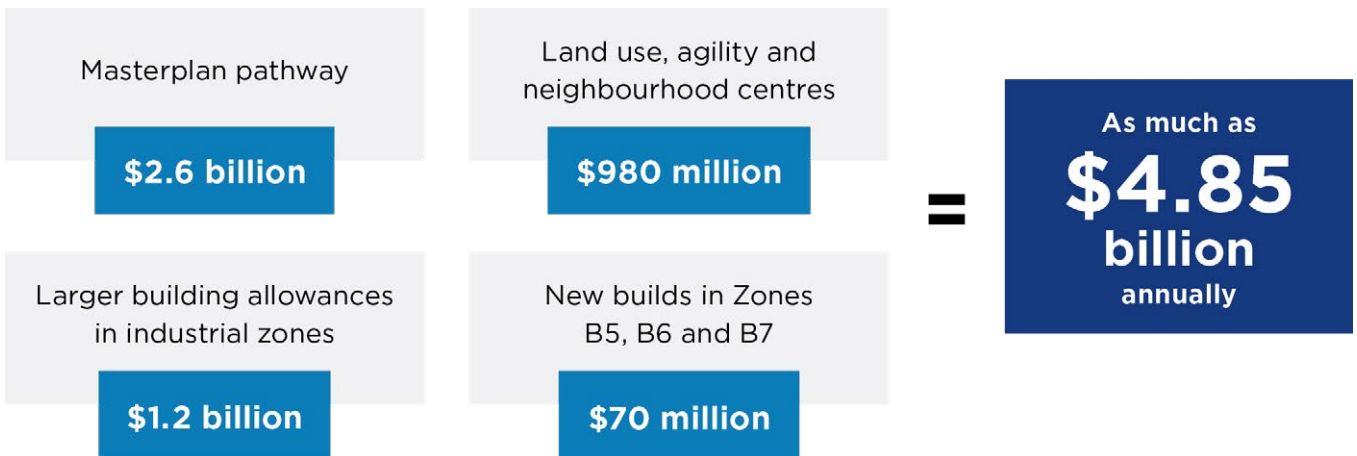 Masterplan pathway
$2.6 billion
Land use, agility and
neighbourhood centres
$980 million
Larger building allowances
in industrial zones
$1.2 billion
New builds in Zones
B5, B6 and B7
$70 million
=
As much as
$4.85
billion
annually